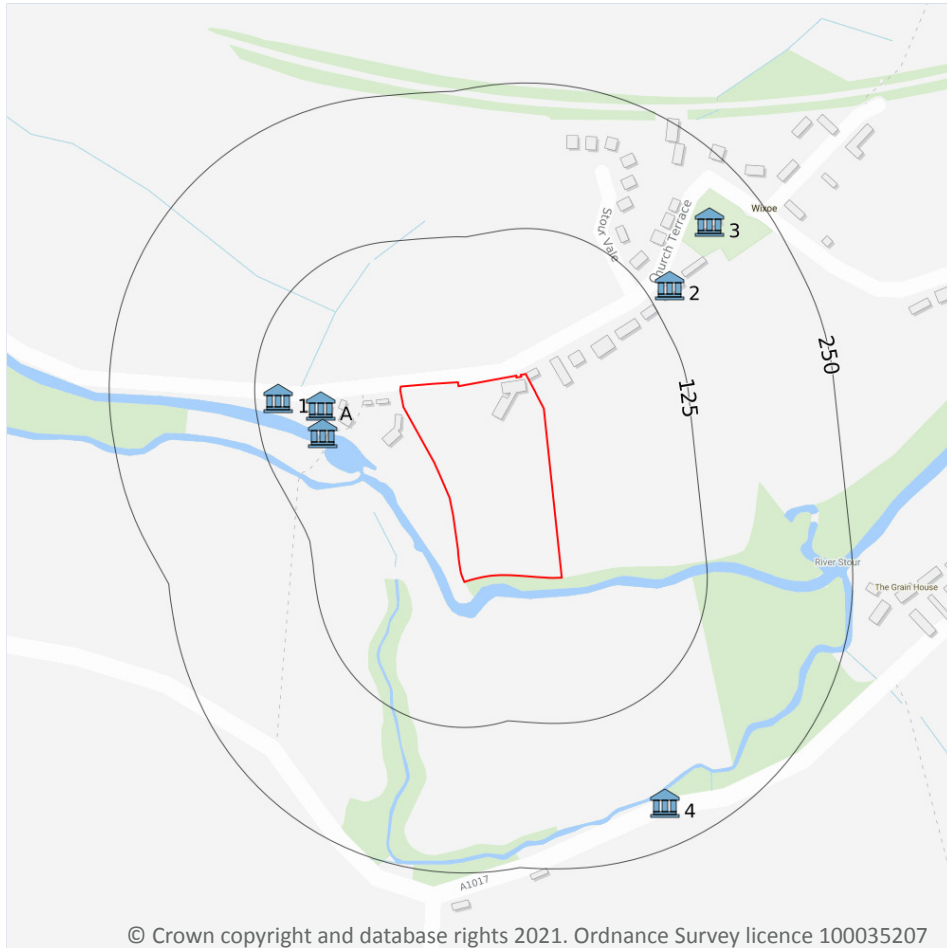 Wixoe
3
Stour Vale
Church Terrace
2
250
125
1
A
River Stour
The Grain House
4
A1017
© Crown copyright and database rights 2021. Ordnance Survey licence 100035207